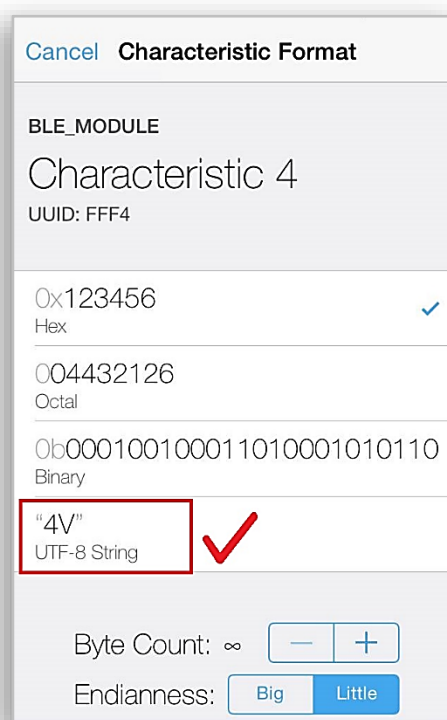 Cancel Characteristic Format
BLE_MODULE
Characteristic 4
UUID: FFF4
0x123456
Hex
004432126
Octal
0b000100100011010001010110
Binary
“4V”
UTF-8 String
Byte Count: ∞ — +
Endianness: Big Little